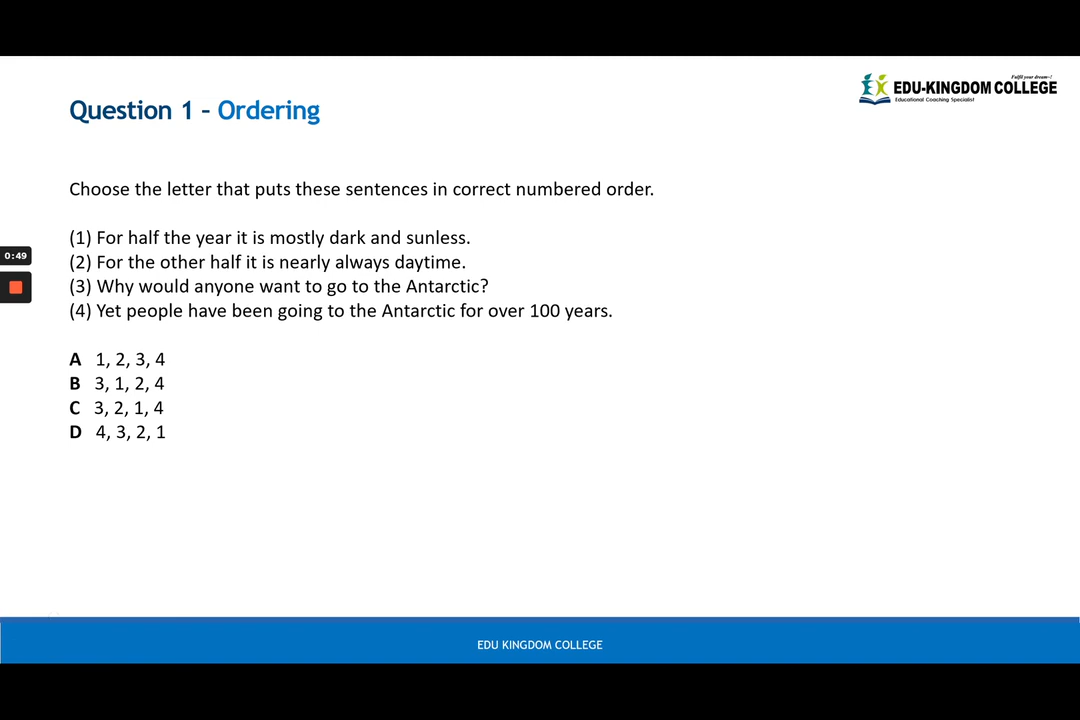 Fulfil your dream~!
EDU-KINGDOM COLLEGE
Educational Coaching Specialist
Question 1 – Ordering
Choose the letter that puts these sentences in correct numbered order.
(1) For half the year it is mostly dark and sunless.
(2) For the other half it is nearly always daytime.
(3) Why would anyone want to go to the Antarctic?
(4) Yet people have been going to the Antarctic for over 100 years.
0:49
A 1, 2, 3, 4
B 3, 1, 2, 4
C 3, 2, 1, 4
D 4, 3, 2, 1
EDU KINGDOM COLLEGE